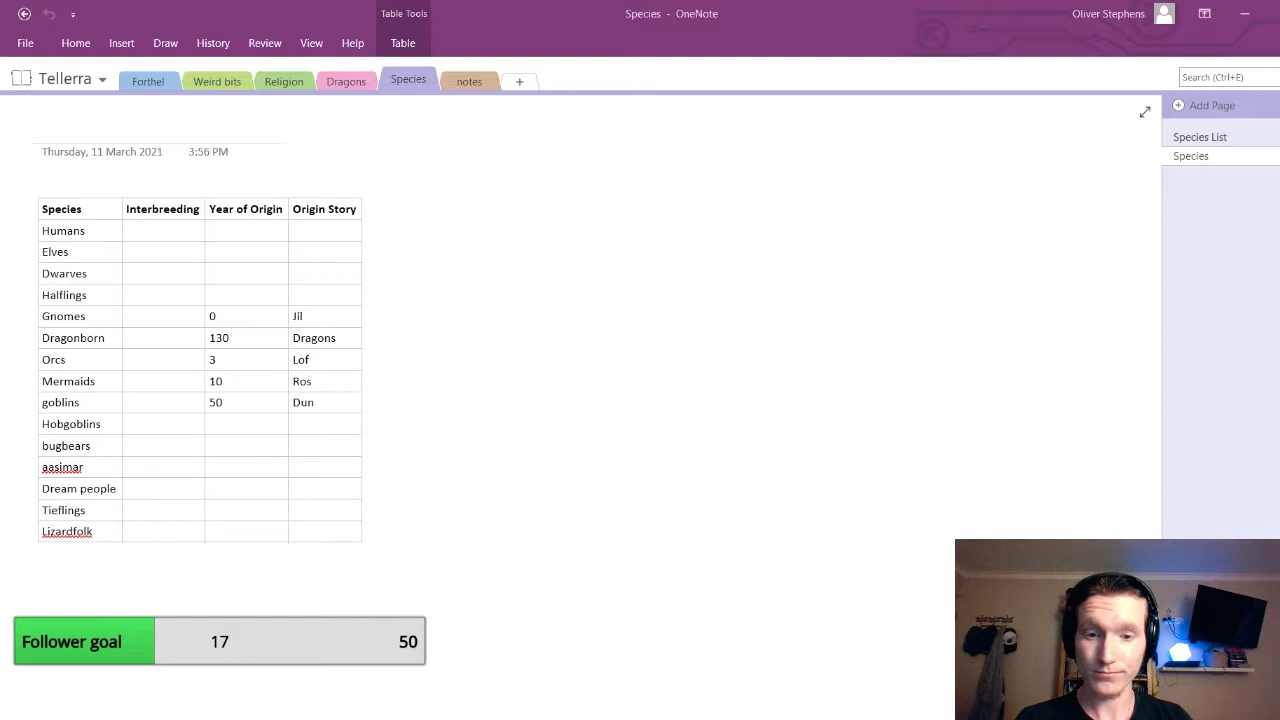 Table Tools
Species - OneNote
Oliver Stephens
File Home Insert Draw History Review View Help Table
Tellerra Forthel Weird bits Religion Dragons Species notes
Search (Ctrl+E)
Add Page
Species List
Species
Thursday, 11 March 2021 3:56 PM
Species Interbreeding Year of Origin Origin Story
Humans
Elves
Dwarves
Halflings
Gnomes 0 Jil
Dragonborn 130 Dragons
Orcs 3 Lof
Mermaids 10 Ros
goblins 50 Dun
Hobgoblins
bugbears
aasimar
Dream people
Tieflings
Lizardfolk
Follower goal 17 50